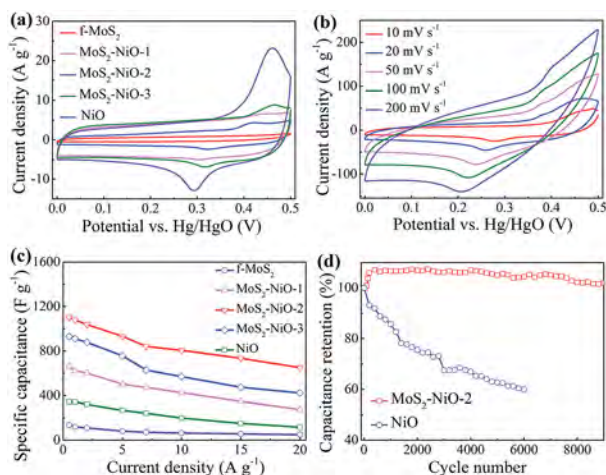 (a)
f-MoS₂
MoS₂-NiO-1
MoS₂-NiO-2
MoS₂-NiO-3
NiO
Current density (A g⁻¹)
30
20
10
0
-10
0.0 0.1 0.2 0.3 0.4 0.5
Potential vs. Hg/HgO (V)
(b)
10 mV s⁻¹
20 mV s⁻¹
50 mV s⁻¹
100 mV s⁻¹
200 mV s⁻¹
Current density (A g⁻¹)
200
100
0
-100
0.0 0.1 0.2 0.3 0.4 0.5
Potential vs. Hg/HgO (V)
(c)
f-MoS₂
MoS₂-NiO-1
MoS₂-NiO-2
MoS₂-NiO-3
NiO
Specific capacitance (F g⁻¹)
1600
1200
800
400
0
0 5 10 15 20
Current density (A g⁻¹)
(d)
MoS₂-NiO-2
NiO
Capacitance retention (%)
120
100
80
60
40
0 2000 4000 6000 8000
Cycle number